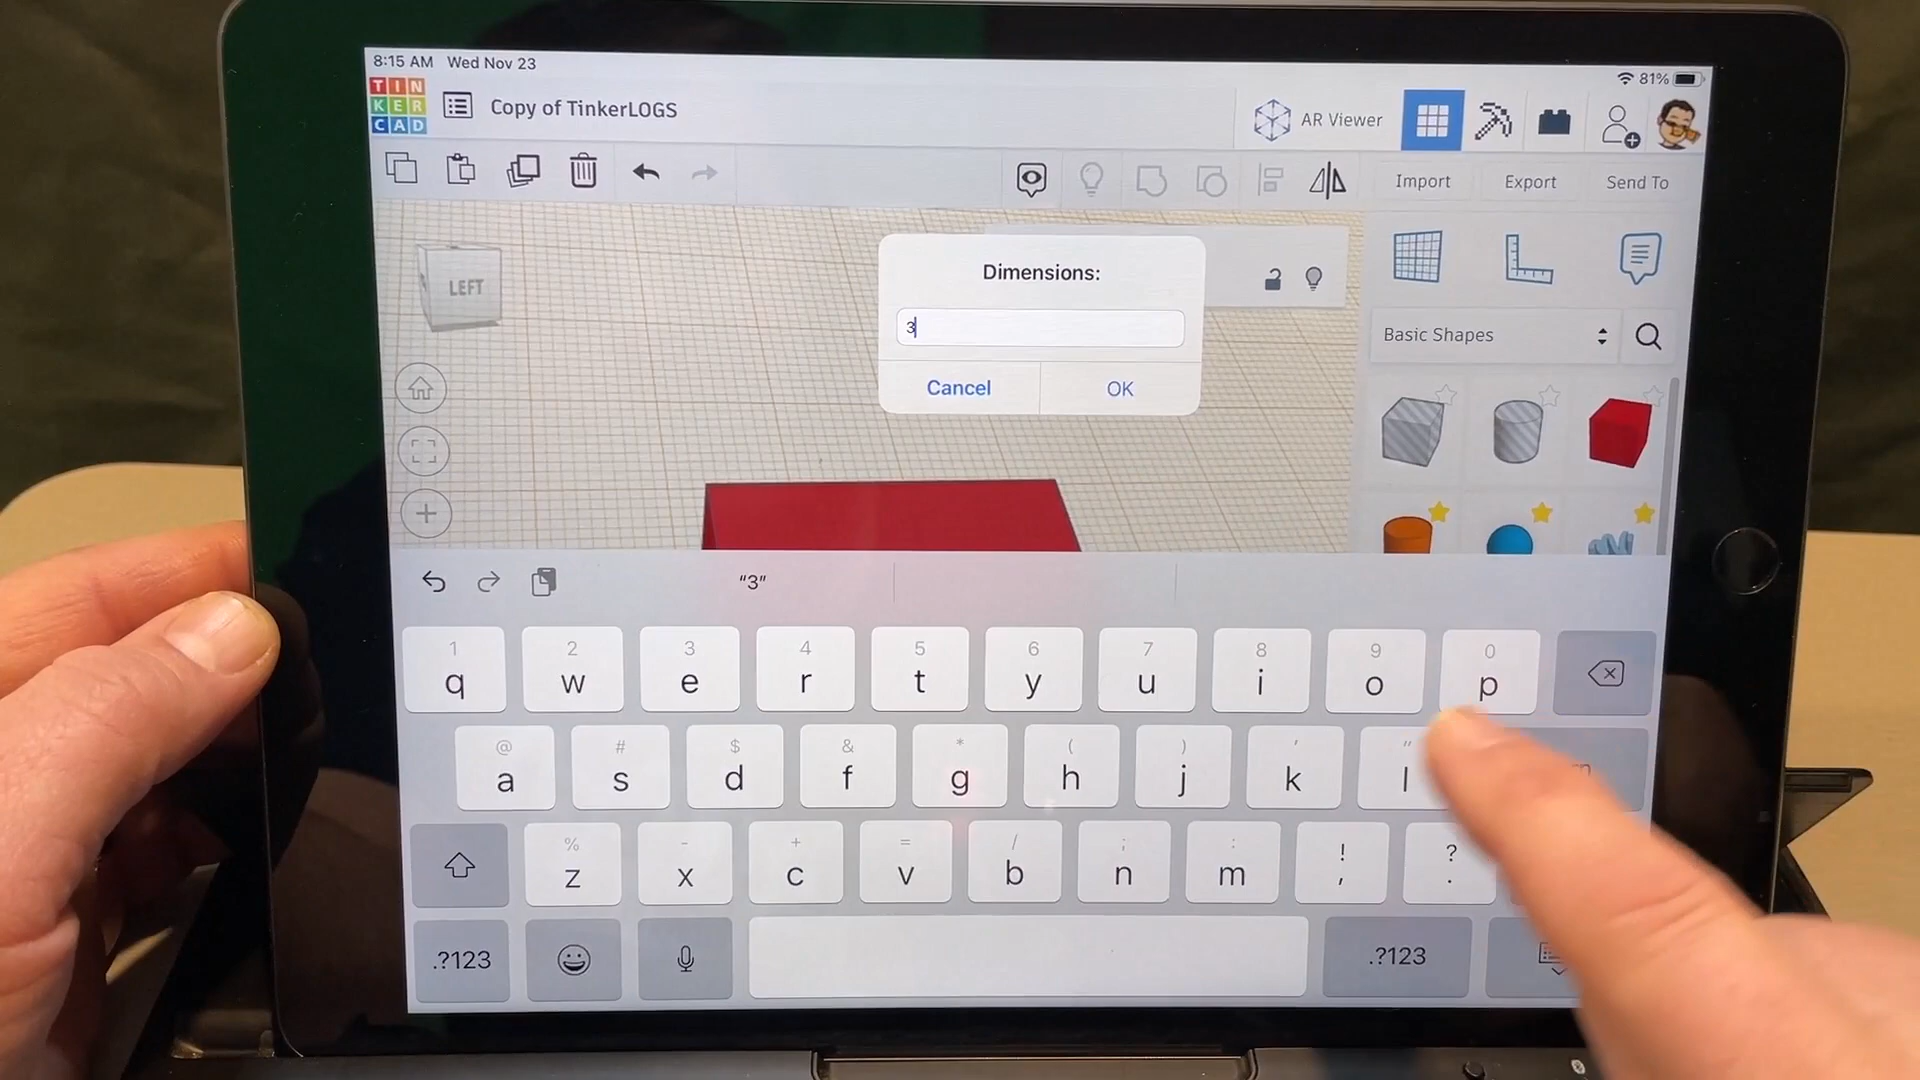 8:15 AM Wed Nov 23
81%
TIN
KER
CAD
Copy of TinkerLOGS
AR Viewer
Import Export Send To
LEFT
Dimensions:
3
Cancel OK
Basic Shapes
“3”
1 2 3 4 5 6 7 8 9 0
q w e r t y u i o p
@ # $ & * ( ) ' "
a s d f g h j k l
% - + = / ; : ! ?
z x c v b n m , .
.?123 .?123